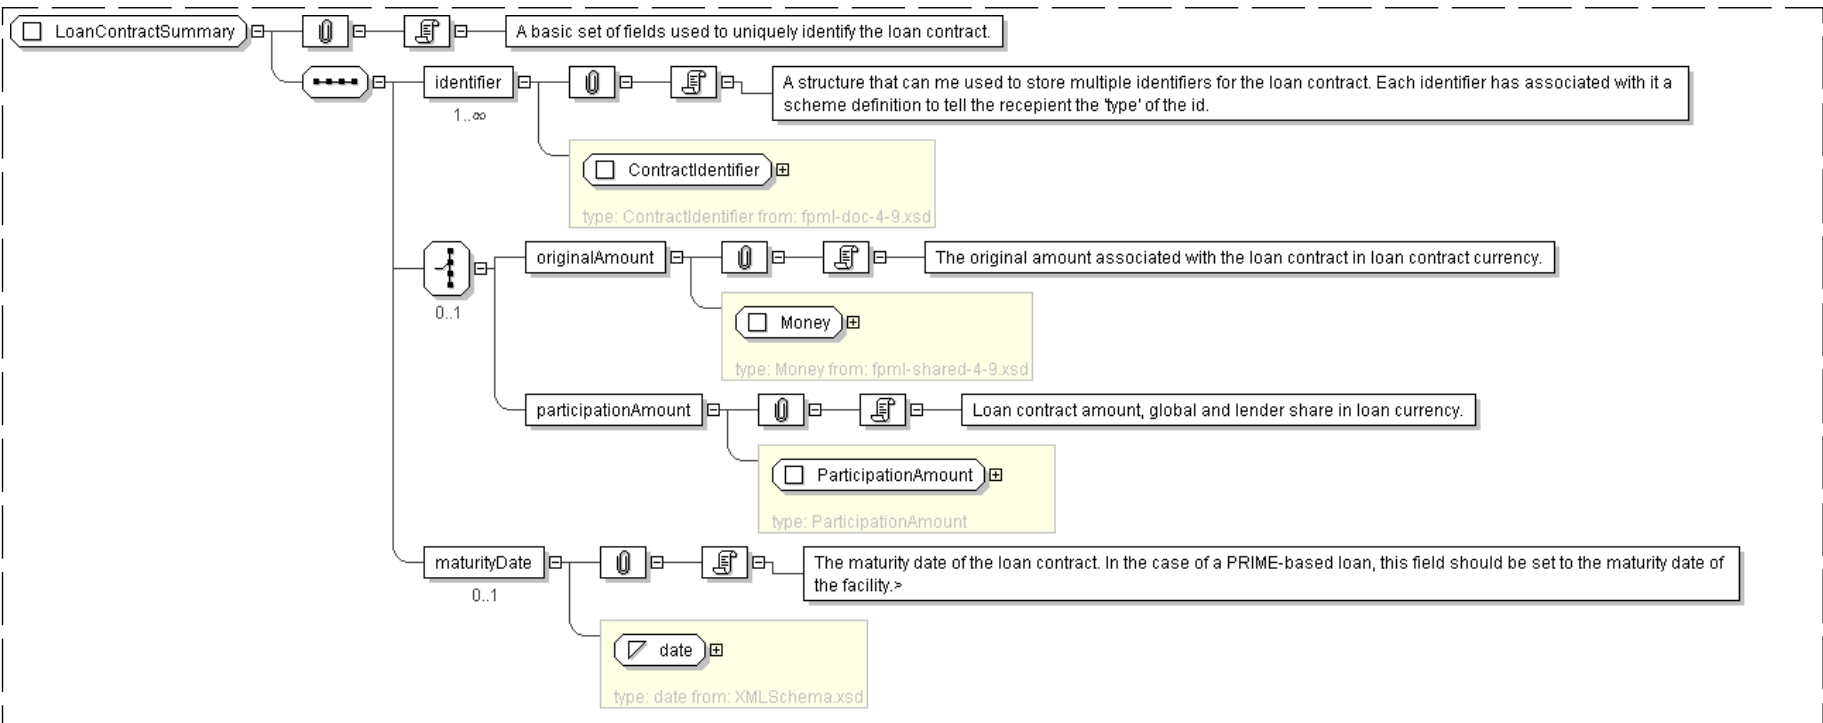 LoanContractSummary
A basic set of fields used to uniquely identify the loan contract.
identifier
1..∞
A structure that can me used to store multiple identifiers for the loan contract. Each identifier has associated with it a
scheme definition to tell the recepient the 'type' of the id.
ContractIdentifier
type: ContractIdentifier from: fpml-doc-4-9.xsd
0..1
originalAmount
The original amount associated with the loan contract in loan contract currency.
Money
type: Money from: fpml-shared-4-9.xsd
participationAmount
Loan contract amount, global and lender share in loan currency.
ParticipationAmount
type: ParticipationAmount
maturityDate
0..1
The maturity date of the loan contract. In the case of a PRIME-based loan, this field should be set to the maturity date of
the facility.>
date
type: date from: XMLSchema.xsd